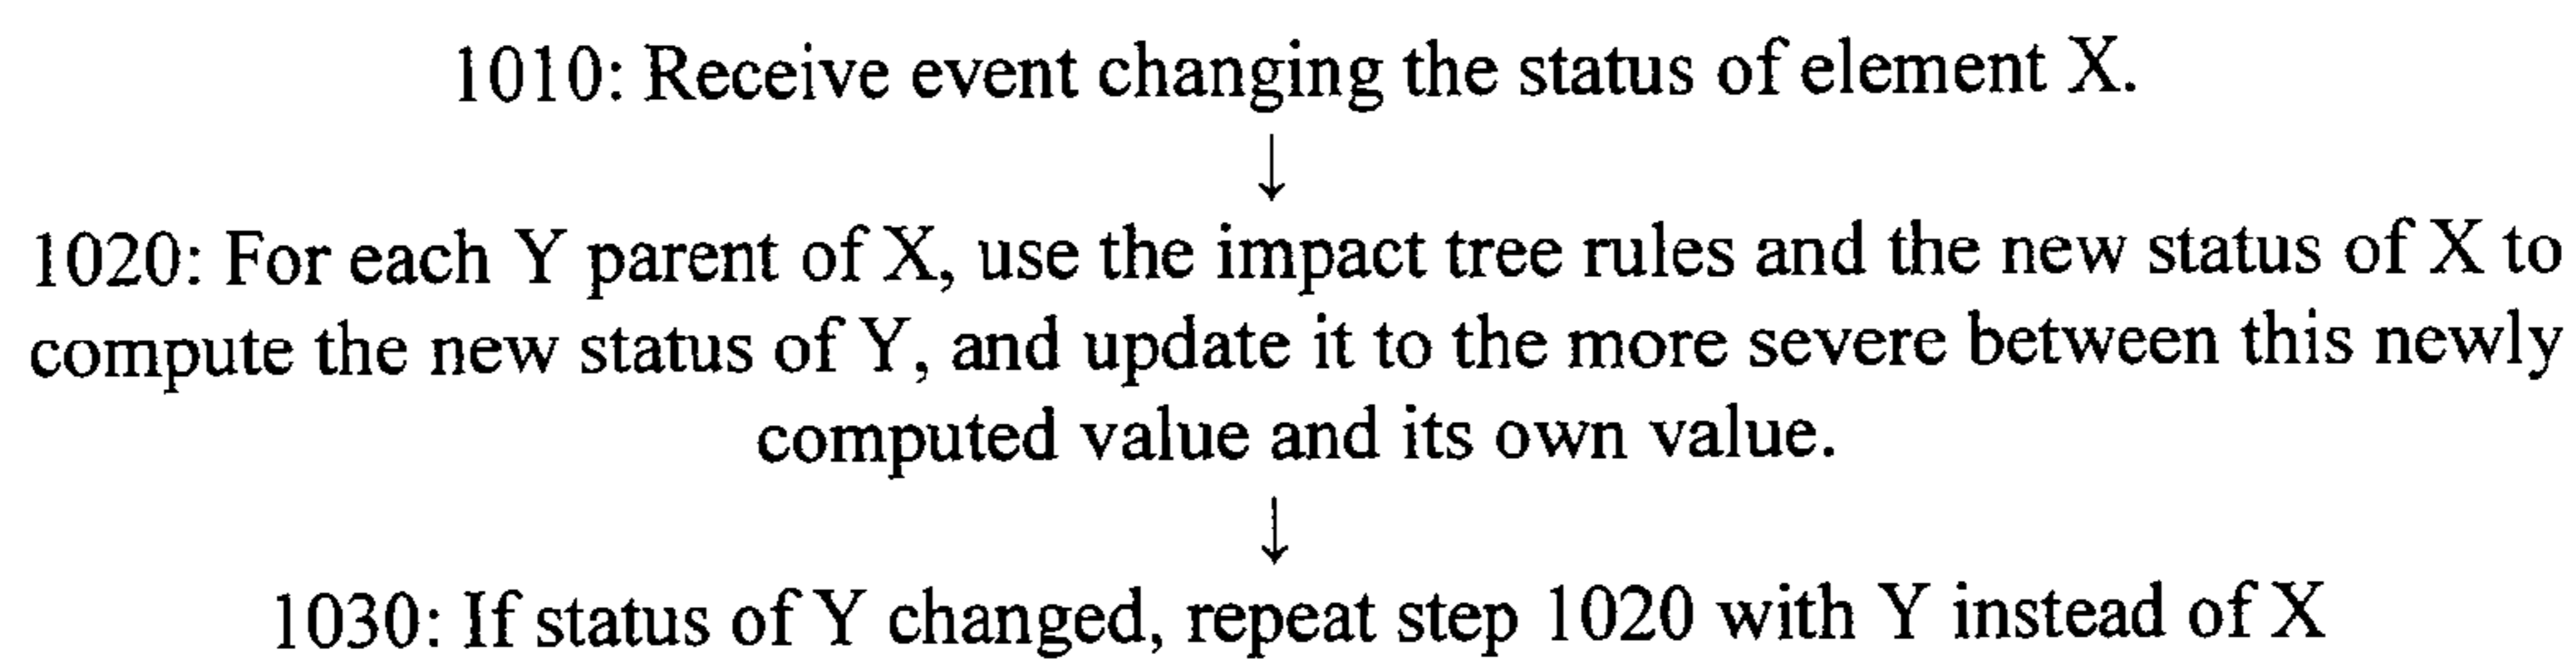 1010: Receive event changing the status of element X.
↓
1020: For each Y parent of X, use the impact tree rules and the new status of X to
compute the new status of Y, and update it to the more severe between this newly
computed value and its own value.
↓
1030: If status of Y changed, repeat step 1020 with Y instead of X